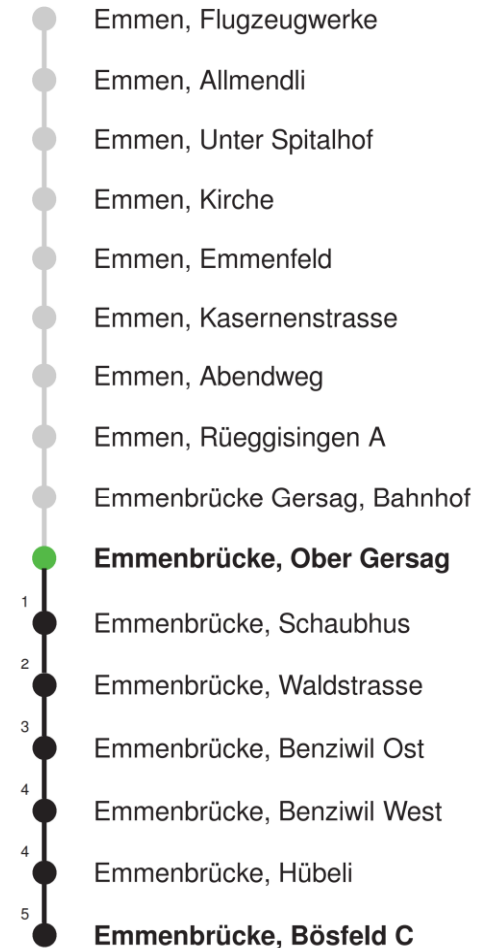 Emmen, Flugzeugwerke
Emmen, Allmendli
Emmen, Unter Spitalhof
Emmen, Kirche
Emmen, Emmenfeld
Emmen, Kasernenstrasse
Emmen, Abendweg
Emmen, Rüeggisingen A
Emmenbrücke Gersag, Bahnhof
Emmenbrücke, Ober Gersag
1 Emmenbrücke, Schaubhus
2 Emmenbrücke, Waldstrasse
3 Emmenbrücke, Benziwil Ost
4 Emmenbrücke, Benziwil West
4 Emmenbrücke, Hübeli
5 Emmenbrücke, Bösfeld C